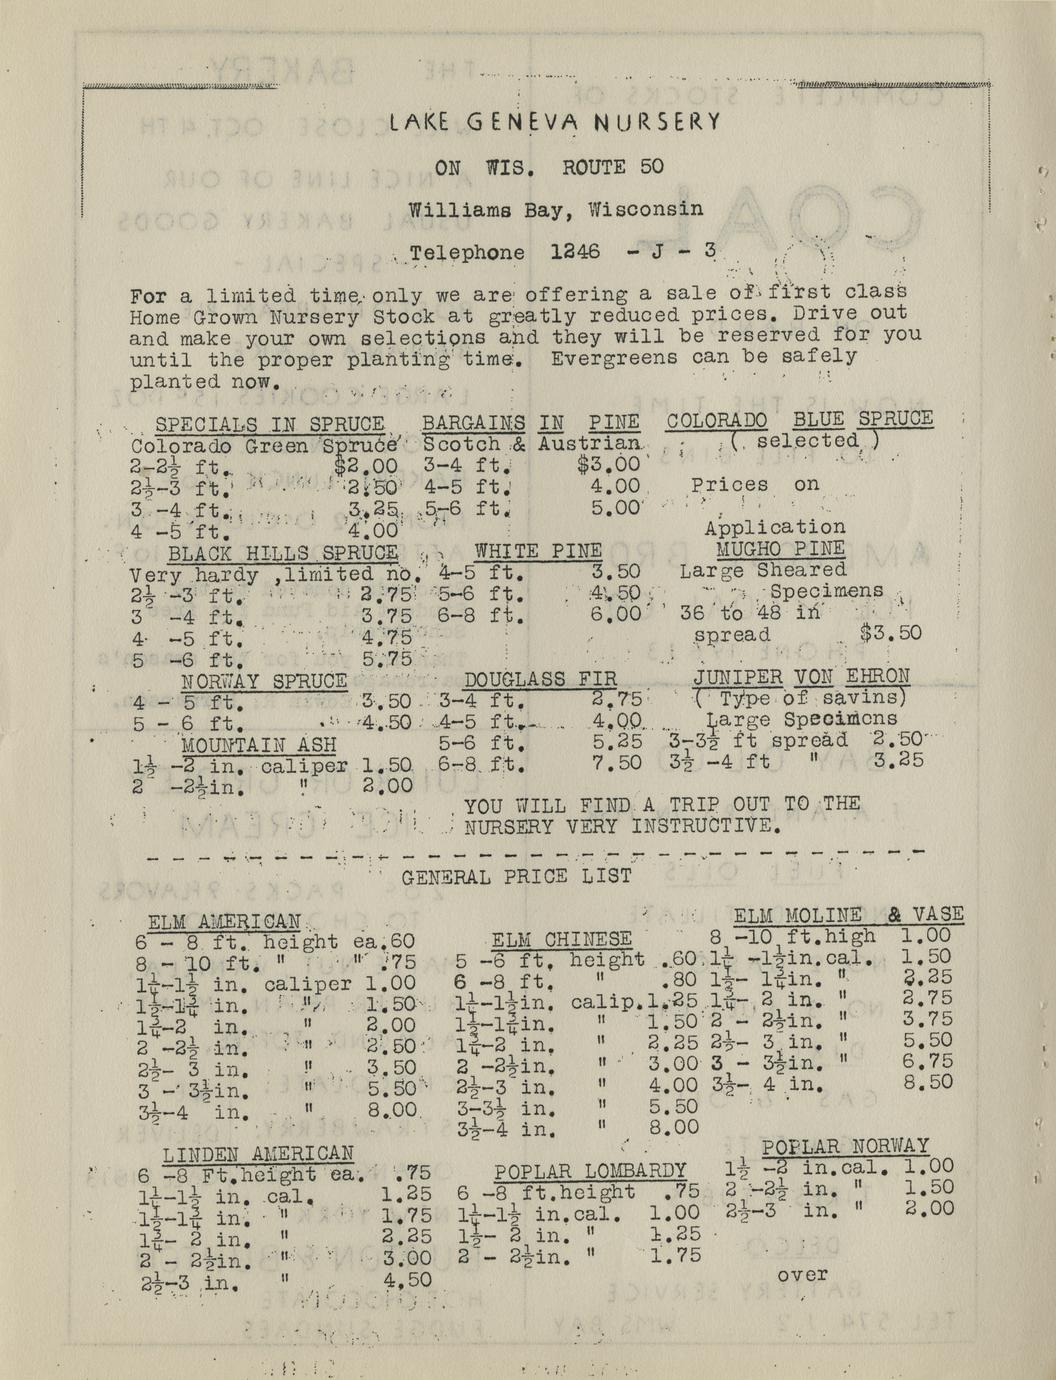 LAKE GENEVA NURSERY
ON WIS. ROUTE 50
Williams Bay, Wisconsin
Telephone 1246 - J - 3
For a limited time only we are offering a sale of first class
Home Grown Nursery Stock at greatly reduced prices. Drive out
and make your own selections and they will be reserved for you
until the proper planting time. Evergreens can be safely
planted now.
SPECIALS IN SPRUCE
Colorado Green Spruce
2-2½ ft. $2.00
2½-3 ft. 2.50
3 -4 ft. 3.25
4 -5 ft. 4.00
BLACK HILLS SPRUCE
Very hardy ,limited no.
2½ -3 ft. 2.75
3 -4 ft. 3.75
4 -5 ft. 4.75
5 -6 ft. 5.75
NORWAY SPRUCE
4 - 5 ft. 3.50
5 - 6 ft. 4.50
MOUNTAIN ASH
1½ -2 in. caliper 1.50
2 -2½in. " 2.00
BARGAINS IN PINE
Scotch & Austrian
3-4 ft. $3.00
4-5 ft. 4.00
5-6 ft. 5.00
WHITE PINE
4-5 ft. 3.50
5-6 ft. 4.50
6-8 ft. 6.00
DOUGLASS FIR
3-4 ft. 2.75
4-5 ft. 4.00
5-6 ft. 5.25
6-8 ft. 7.50
COLORADO BLUE SPRUCE
( selected )
Prices on
Application
MUGHO PINE
Large Sheared
Specimens
36 to 48 in
spread $3.50
JUNIPER VON EHRON
( Type of savins)
Large Specimens
3-3½ ft spread 2.50
3½ -4 ft " 3.25
YOU WILL FIND A TRIP OUT TO THE
NURSERY VERY INSTRUCTIVE.
GENERAL PRICE LIST
ELM AMERICAN
6 - 8 ft. height ea.60
8 - 10 ft. " " .75
1¼-1½ in. caliper 1.00
1½-1¾ in. " 1.50
1¾-2 in. " 2.00
2 -2½ in. " 2.50
2½- 3 in. " 3.50
3 - 3½in. " 5.50
3½-4 in. " 8.00
LINDEN AMERICAN
6 -8 Ft.height ea. .75
1¼-1½ in. cal. 1.25
1½-1¾ in. " 1.75
1¾- 2 in. " 2.25
2 - 2½in. " 3.00
2½-3 in. " 4.50
ELM CHINESE
5 -6 ft. height .60
6 -8 ft. " .80
1¼-1½in. calip.1.25
1½-1¾in. " 1.50
1¾-2 in. " 2.25
2 -2½in. " 3.00
2½-3 in. " 4.00
3-3½ in. " 5.50
3½-4 in. " 8.00
POPLAR LOMBARDY
6 -8 ft.height .75
1¼-1½ in.cal. 1.00
1½- 2 in. " 1.25
2 - 2½in. " 1.75
ELM MOLINE & VASE
8 -10 ft.high 1.00
1¼ -1½in.cal. 1.50
1½- 1¾in. " 2.25
1¾- 2 in. " 2.75
2 - 2½in. " 3.75
2½- 3 in. " 5.50
3 - 3½in. " 6.75
3½- 4 in. 8.50
POPLAR NORWAY
1½ -2 in.cal. 1.00
2 -2½ in. " 1.50
2½-3 in. " 2.00
over